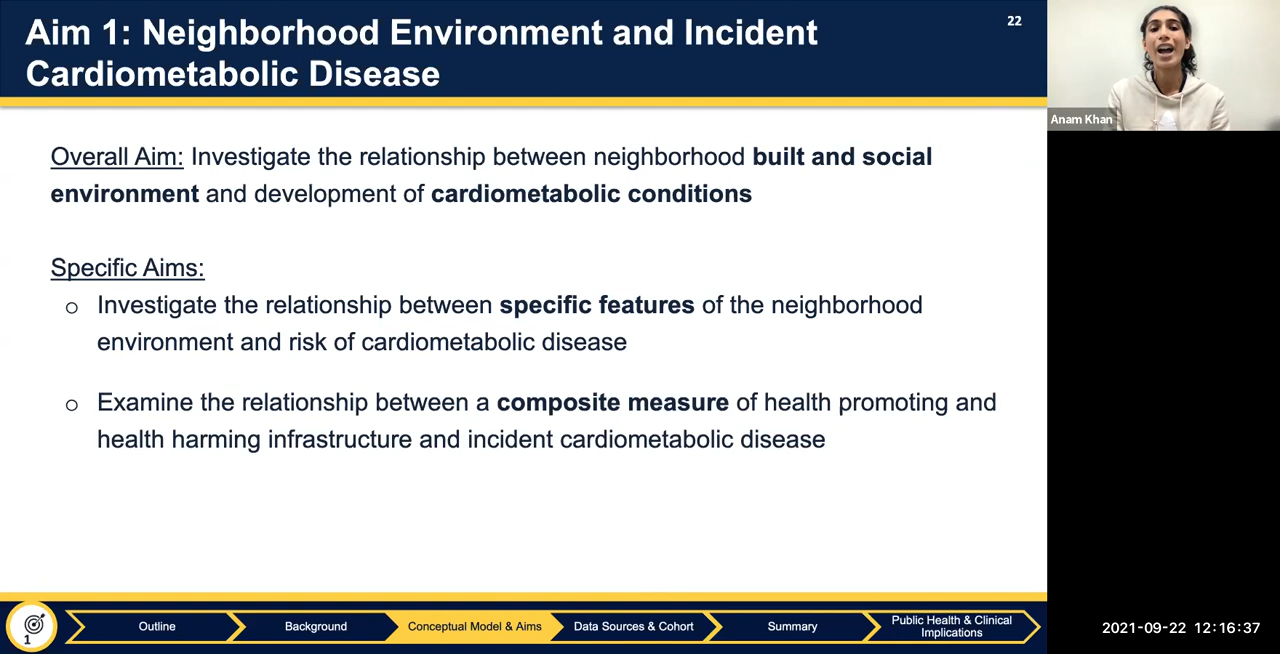 Aim 1: Neighborhood Environment and Incident
Cardiometabolic Disease
22
Anam Khan
Overall Aim: Investigate the relationship between neighborhood built and social
environment and development of cardiometabolic conditions
Specific Aims:
o Investigate the relationship between specific features of the neighborhood
environment and risk of cardiometabolic disease
o Examine the relationship between a composite measure of health promoting and
health harming infrastructure and incident cardiometabolic disease
1
Outline
Background
Conceptual Model & Aims
Data Sources & Cohort
Summary
Public Health & Clinical
Implications
2021-09-22 12:16:37